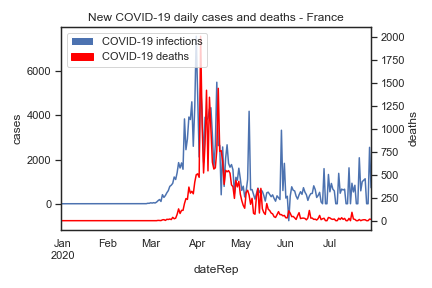 New COVID-19 daily cases and deaths - France
COVID-19 infections
COVID-19 deaths
cases
6000
4000
2000
0
deaths
2000
1750
1500
1250
1000
750
500
250
0
Jan Feb Mar Apr May Jun Jul
2020
dateRep